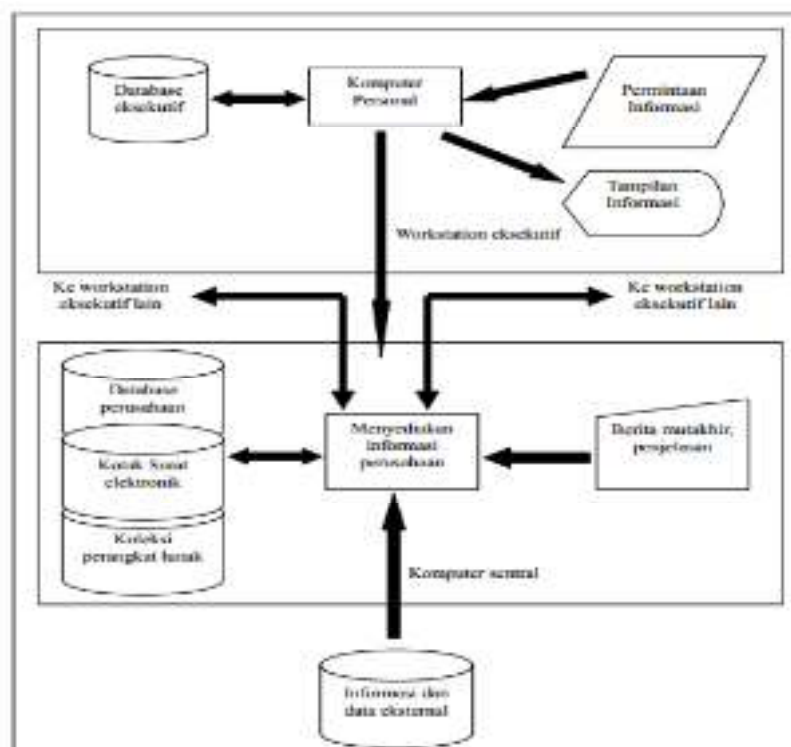 Database
eksekutif
Komputer
Personal
Permintaan
Informasi
Tampilan
Informasi
Workstation eksekutif
Ke workstation
eksekutif lain
Ke workstation
eksekutif lain
Database
perusahaan
Kotak Surat
elektronik
Koleksi
perangkat lunak
Menyediakan
informasi
perusahaan
Berita mutakhir,
penjelasan
Komputer sentral
Informasi dan
data eksternal